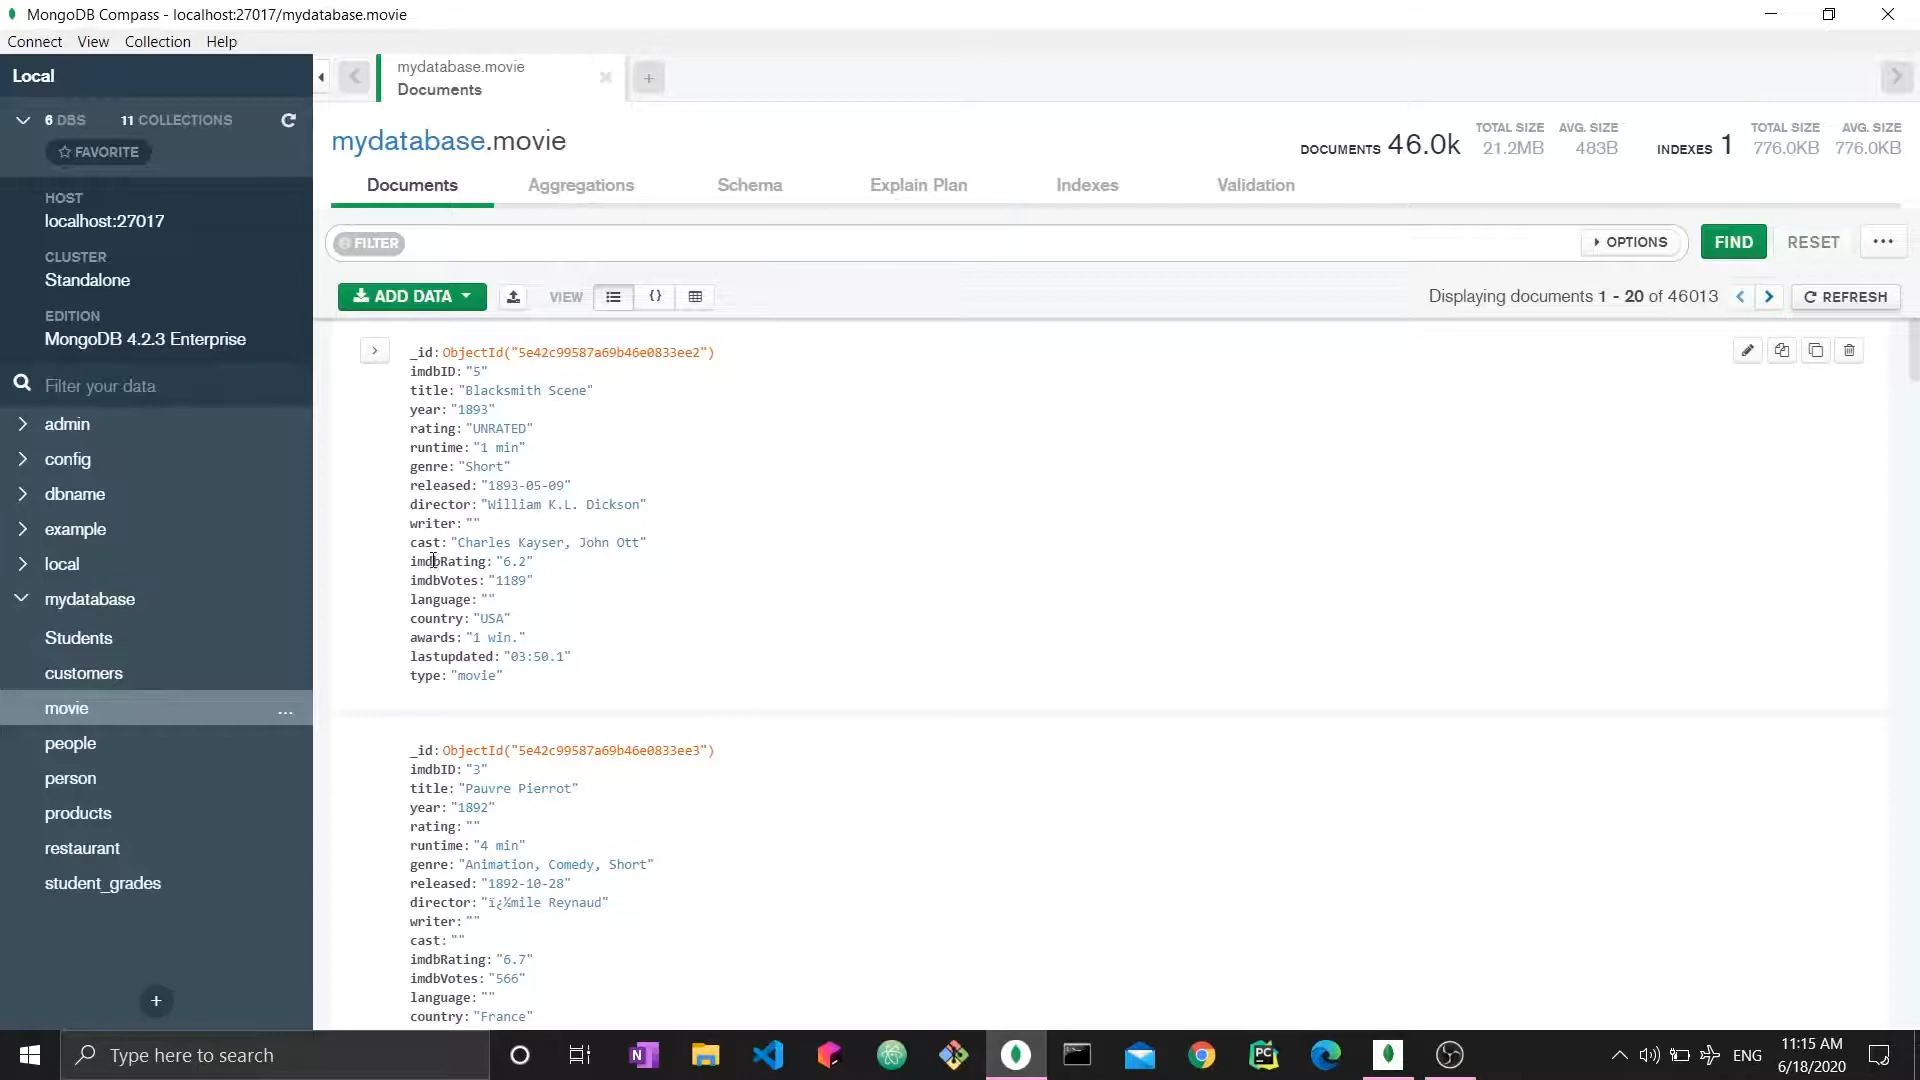 MongoDB Compass - localhost:27017/mydatabase.movie
Connect View Collection Help
Local
6 DBS 11 COLLECTIONS
FAVORITE
HOST
localhost:27017
CLUSTER
Standalone
EDITION
MongoDB 4.2.3 Enterprise
Filter your data
admin
config
dbname
example
local
mydatabase
Students
customers
movie ...
people
person
products
restaurant
student_grades
+
mydatabase.movie
Documents
+
mydatabase.movie
DOCUMENTS 46.0k TOTAL SIZE 21.2MB AVG. SIZE 483B INDEXES 1 TOTAL SIZE 776.0KB AVG. SIZE 776.0KB
Documents Aggregations Schema Explain Plan Indexes Validation
FILTER OPTIONS FIND RESET ...
ADD DATA VIEW {} Displaying documents 1 - 20 of 46013 < > REFRESH
_id: ObjectId("5e42c99587a69b46e0833ee2")
imdbID: "5"
title: "Blacksmith Scene"
year: "1893"
rating: "UNRATED"
runtime: "1 min"
genre: "Short"
released: "1893-05-09"
director: "William K.L. Dickson"
writer: ""
cast: "Charles Kayser, John Ott"
imdbRating: "6.2"
imdbVotes: "1189"
language: ""
country: "USA"
awards: "1 win."
lastupdated: "03:50.1"
type: "movie"
_id: ObjectId("5e42c99587a69b46e0833ee3")
imdbID: "3"
title: "Pauvre Pierrot"
year: "1892"
rating: ""
runtime: "4 min"
genre: "Animation, Comedy, Short"
released: "1892-10-28"
director: "ï¿½mile Reynaud"
writer: ""
cast: ""
imdbRating: "6.7"
imdbVotes: "566"
language: ""
country: "France"
Type here to search
ENG
11:15 AM
6/18/2020